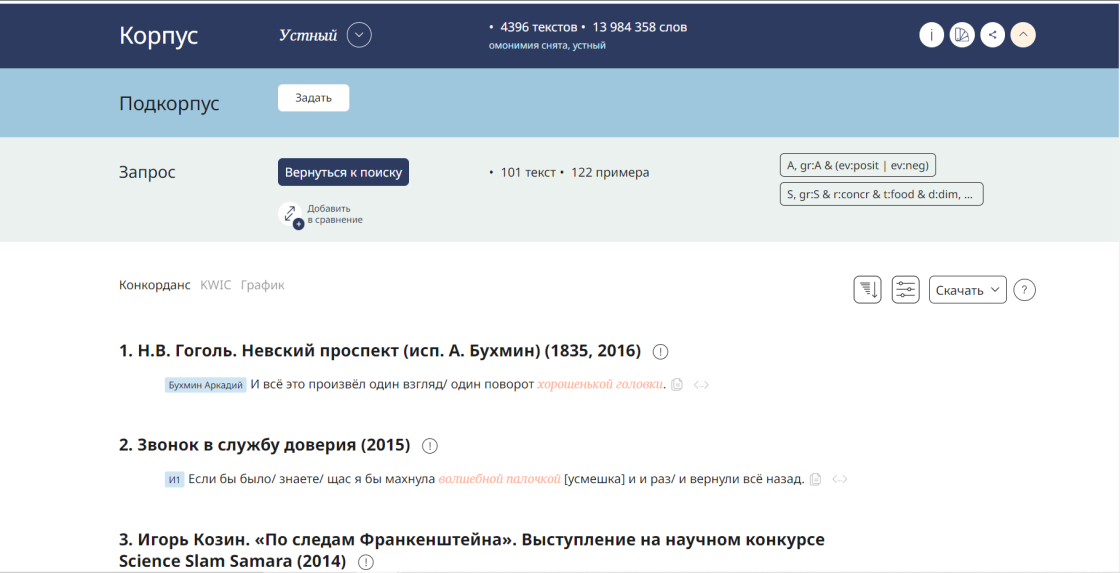 Корпус
Устный
• 4396 текстов • 13 984 358 слов
омонимия снята, устный
i
Подкорпус
Задать
Запрос
Вернуться к поиску
• 101 текст • 122 примера
A, gr:A & (ev:posit | ev:neg)
S, gr:S & r:concr & t:food & d:dim, ...
Добавить
в сравнение
Конкорданс KWIC График
Скачать
?
1. Н.В. Гоголь. Невский проспект (исп. А. Бухмин) (1835, 2016)
Бухмин Аркадий И всё это произвёл один взгляд/ один поворот хорошенькой головки.
2. Звонок в службу доверия (2015)
И1 Если бы было/ знаете/ щас я бы махнула волшебной палочкой [усмешка] и и раз/ и вернули всё назад.
3. Игорь Козин. «По следам Франкенштейна». Выступление на научном конкурсе
Science Slam Samara (2014)